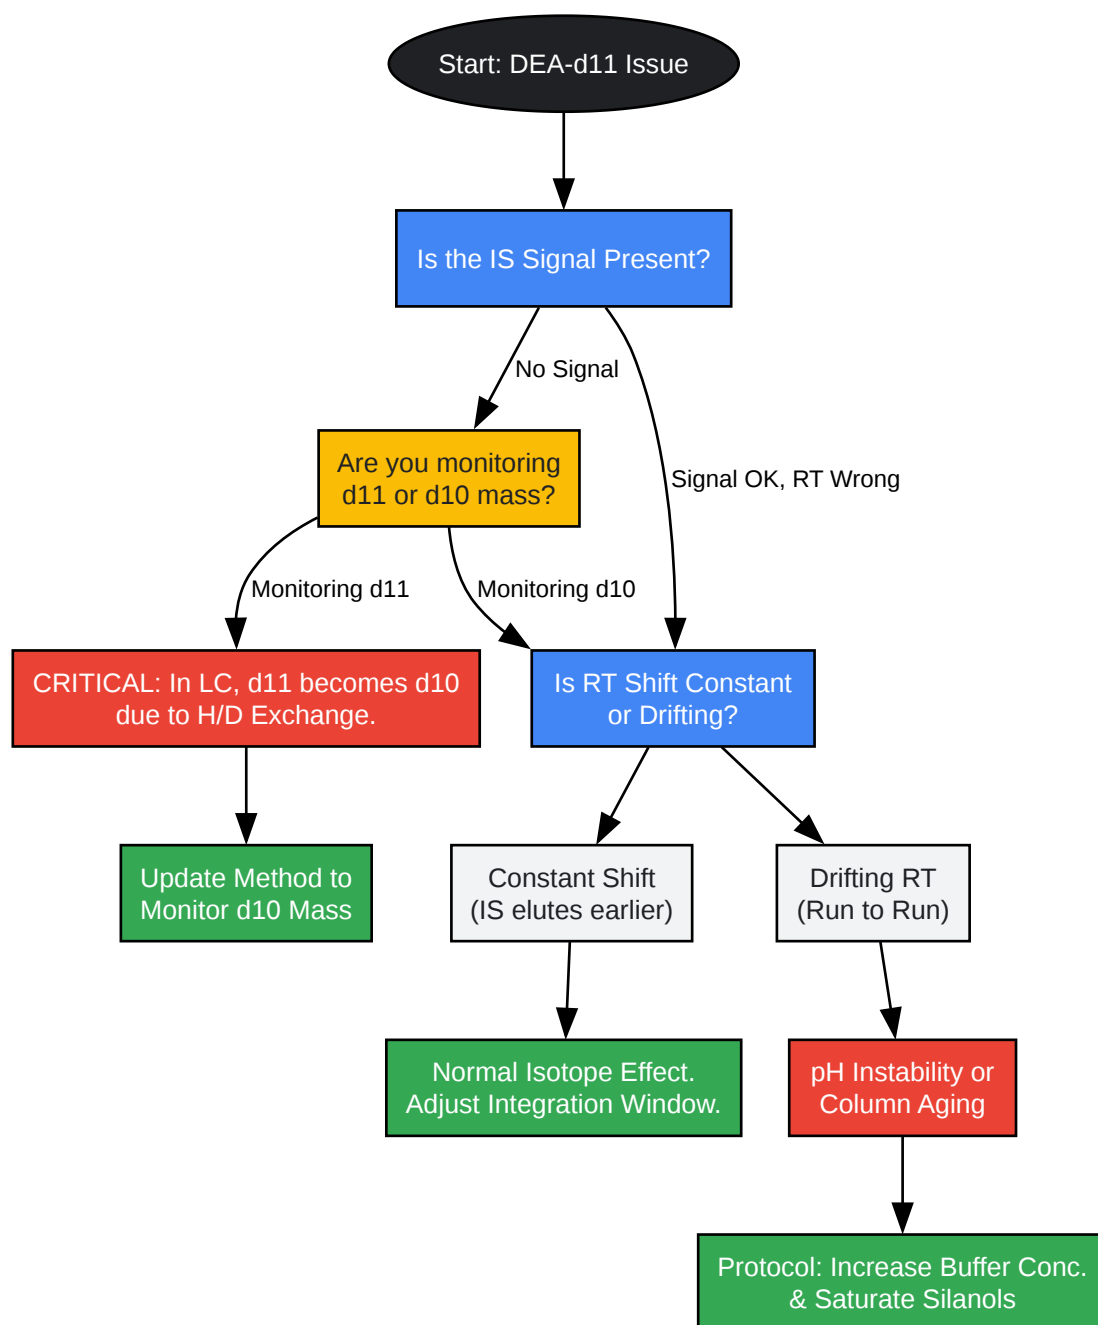 Start: DEA-d11 Issue
Is the IS Signal Present?
No Signal
Are you monitoring
d11 or d10 mass?
Signal OK, RT Wrong
Monitoring d11
Monitoring d10
CRITICAL: In LC, d11 becomes d10
due to H/D Exchange.
Is RT Shift Constant
or Drifting?
Update Method to
Monitor d10 Mass
Constant Shift
(IS elutes earlier)
Drifting RT
(Run to Run)
Normal Isotope Effect.
Adjust Integration Window.
pH Instability or
Column Aging
Protocol: Increase Buffer Conc.
& Saturate Silanols